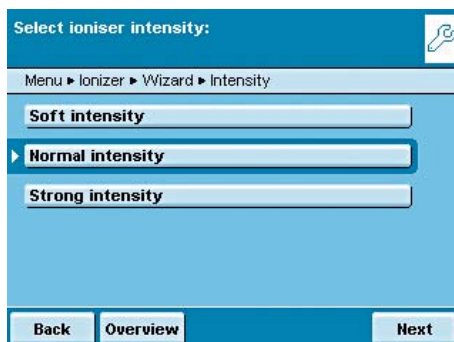 Select ioniser intensity:
Menu ▸ Ionizer ▸ Wizard ▸ Intensity
Soft intensity
Normal intensity
Strong intensity
Back Overview Next